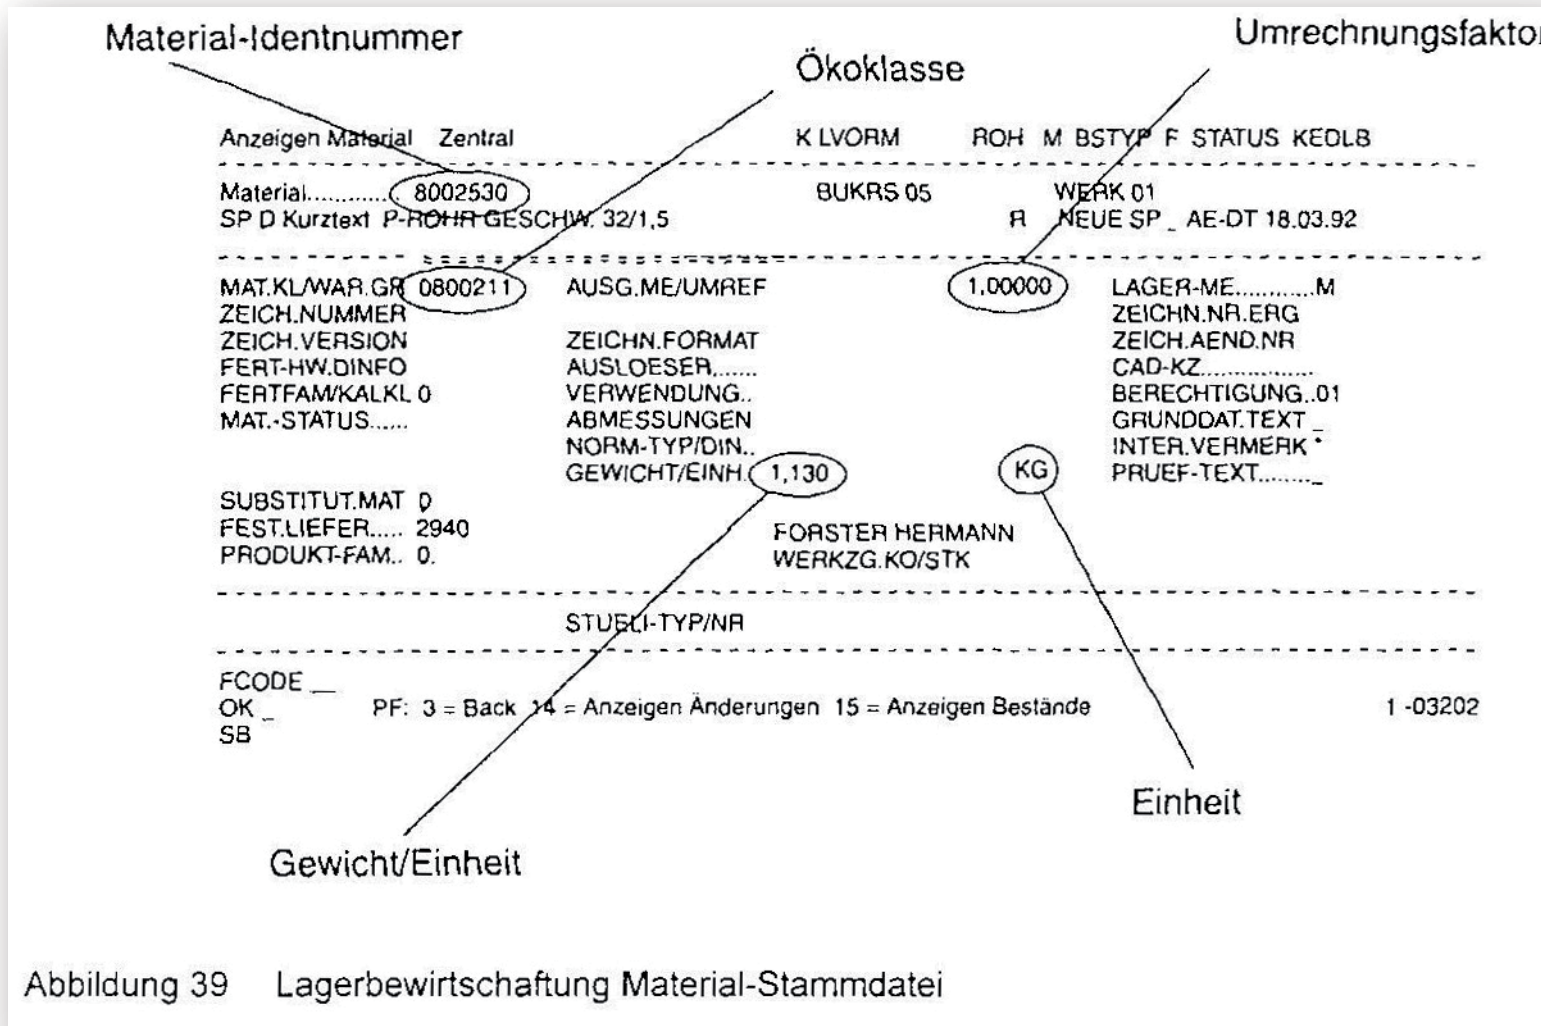 Material-Identnummer
Ökoklasse
Umrechnungsfaktor
Anzeigen Material Zentral K LVORM ROH M BSTYP F STATUS KEDLB
Material............. 8002530 BUKRS 05 WERK 01
SP D Kurztext P-ROHR GESCHW. 32/1,5 R NEUE SP _ AE-DT 18.03.92
MAT.KL/WAR.GR 0800211 AUSG.ME/UMREF 1,00000 LAGER-ME............M
ZEICH.NUMMER ZEICHN.NR.ERG
ZEICH.VERSION ZEICHN.FORMAT ZEICH.AEND.NR
FERT-HW.DINFO AUSLOESER....... CAD-KZ.................
FERTFAM/KALKL 0 VERWENDUNG.. BERECHTIGUNG..01
MAT.-STATUS...... ABMESSUNGEN GRUNDDAT.TEXT _
NORM-TYP/DIN.. INTER.VERMERK *
GEWICHT/EINH. 1,130 KG PRUEF-TEXT........_
SUBSTITUT.MAT 0
FEST.LIEFER..... 2940 FORSTER HERMANN
PRODUKT-FAM.. 0. WERKZG.KO/STK
STUELI-TYP/NR
FCODE __
OK _ PF: 3 = Back 14 = Anzeigen Änderungen 15 = Anzeigen Bestände 1 -03202
SB
Einheit
Gewicht/Einheit
Abbildung 39 Lagerbewirtschaftung Material-Stammdatei